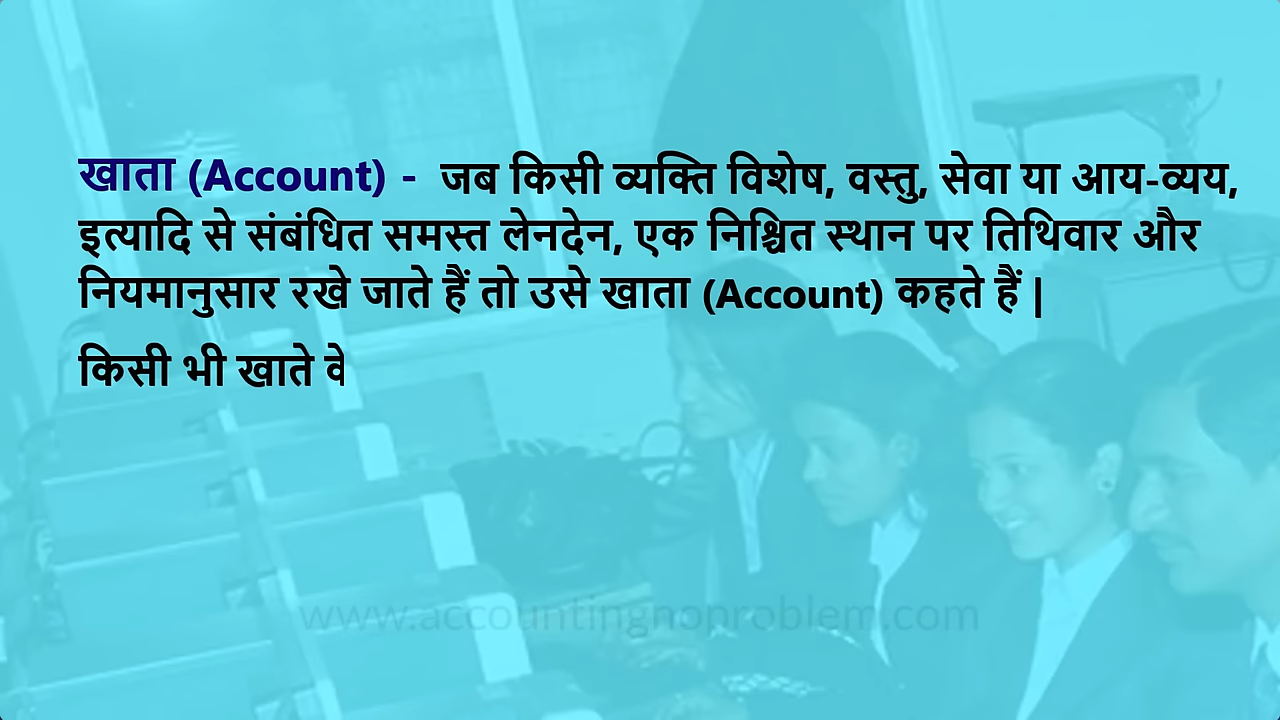 खाता (Account) - जब किसी व्यक्ति विशेष, वस्तु, सेवा या आय-व्यय,
इत्यादि से संबंधित समस्त लेनदेन, एक निश्चित स्थान पर तिथिवार और
नियमानुसार रखे जाते हैं तो उसे खाता (Account) कहते हैं |
किसी भी खाते
www.accountingnoproblem.com